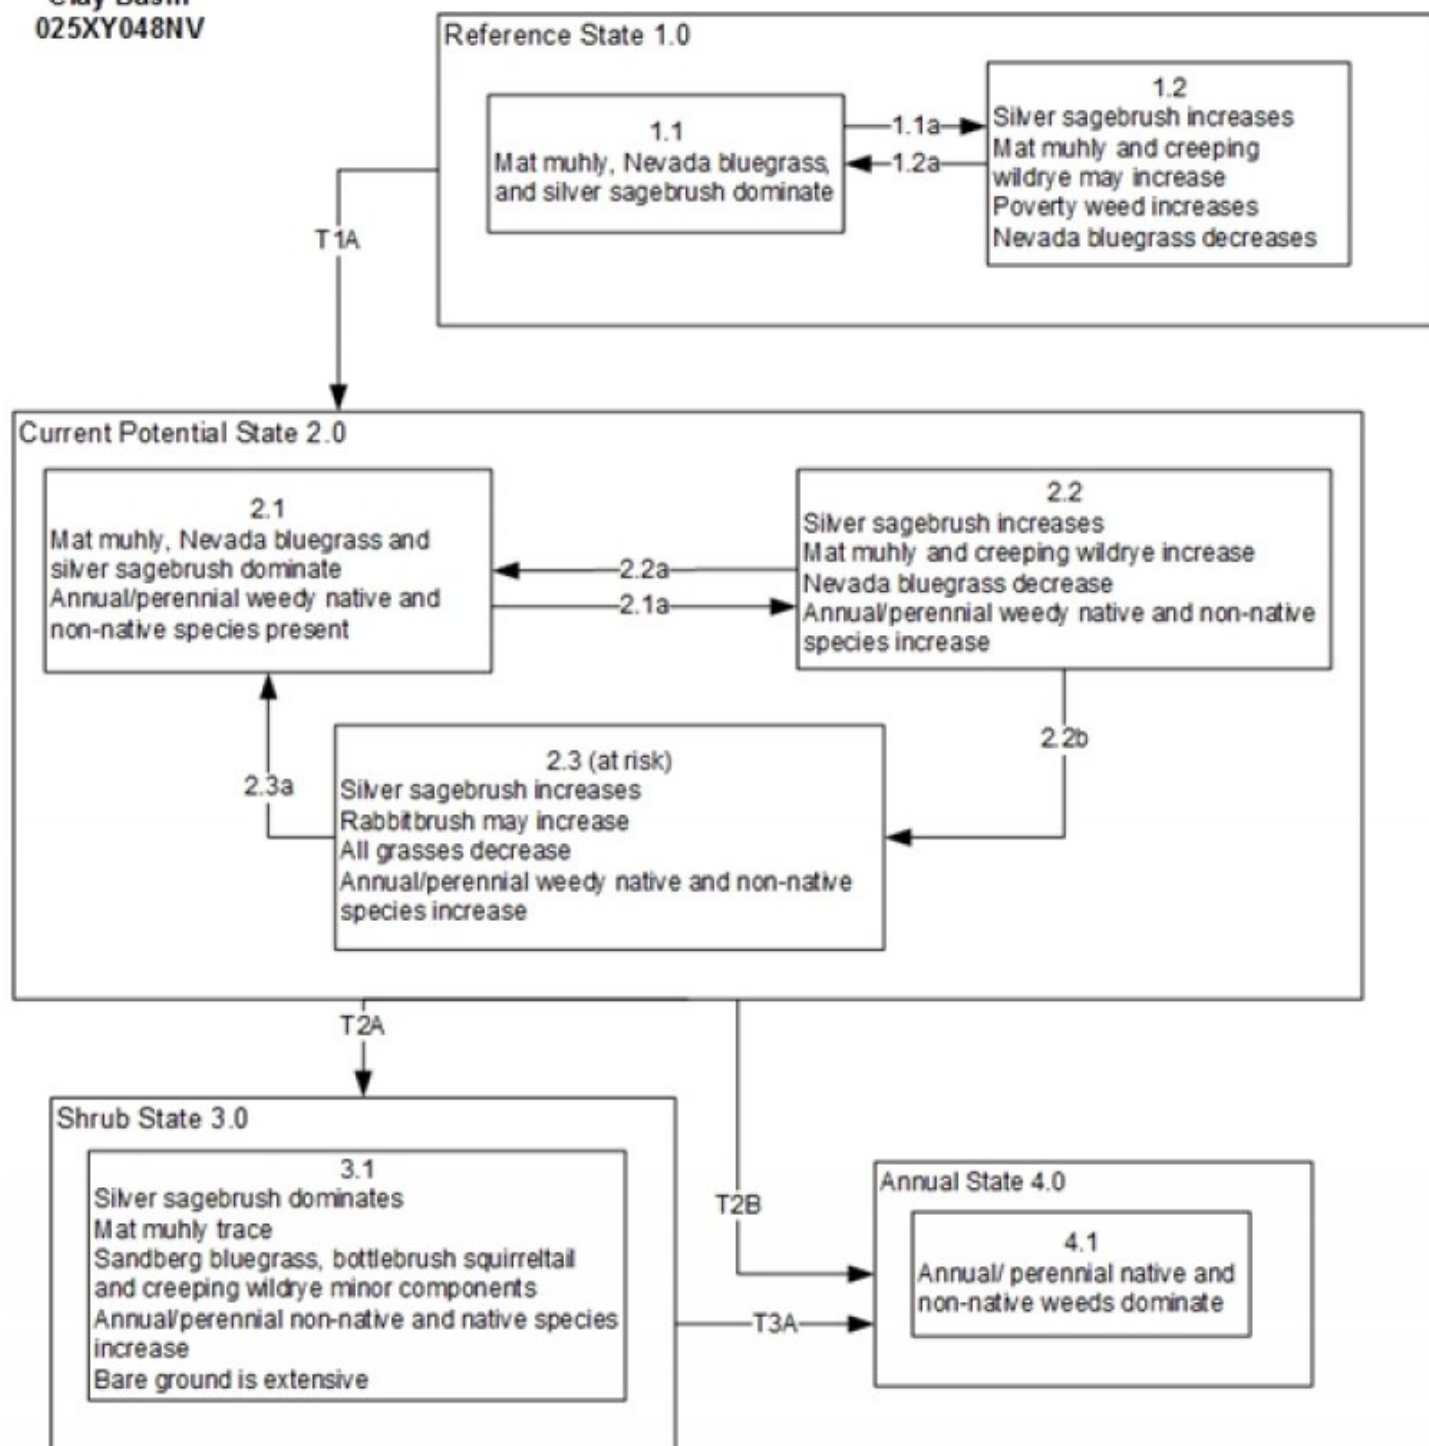 Clay Basin
025XY048NV
Reference State 1.0
1.1
Mat muhly, Nevada bluegrass,
and silver sagebrush dominate
1.1a
1.2a
1.2
Silver sagebrush increases
Mat muhly and creeping
wildrye may increase
Poverty weed increases
Nevada bluegrass decreases
T1A
Current Potential State 2.0
2.1
Mat muhly, Nevada bluegrass and
silver sagebrush dominate
Annual/perennial weedy native and
non-native species present
2.2a
2.1a
2.2
Silver sagebrush increases
Mat muhly and creeping wildrye increase
Nevada bluegrass decrease
Annual/perennial weedy native and non-native
species increase
2.2b
2.3a
2.3 (at risk)
Silver sagebrush increases
Rabbitbrush may increase
All grasses decrease
Annual/perennial weedy native and non-native
species increase
T2A
T2B
Shrub State 3.0
3.1
Silver sagebrush dominates
Mat muhly trace
Sandberg bluegrass, bottlebrush squirreltail
and creeping wildrye minor components
Annual/perennial non-native and native species
increase
Bare ground is extensive
T3A
Annual State 4.0
4.1
Annual/ perennial native and
non-native weeds dominate